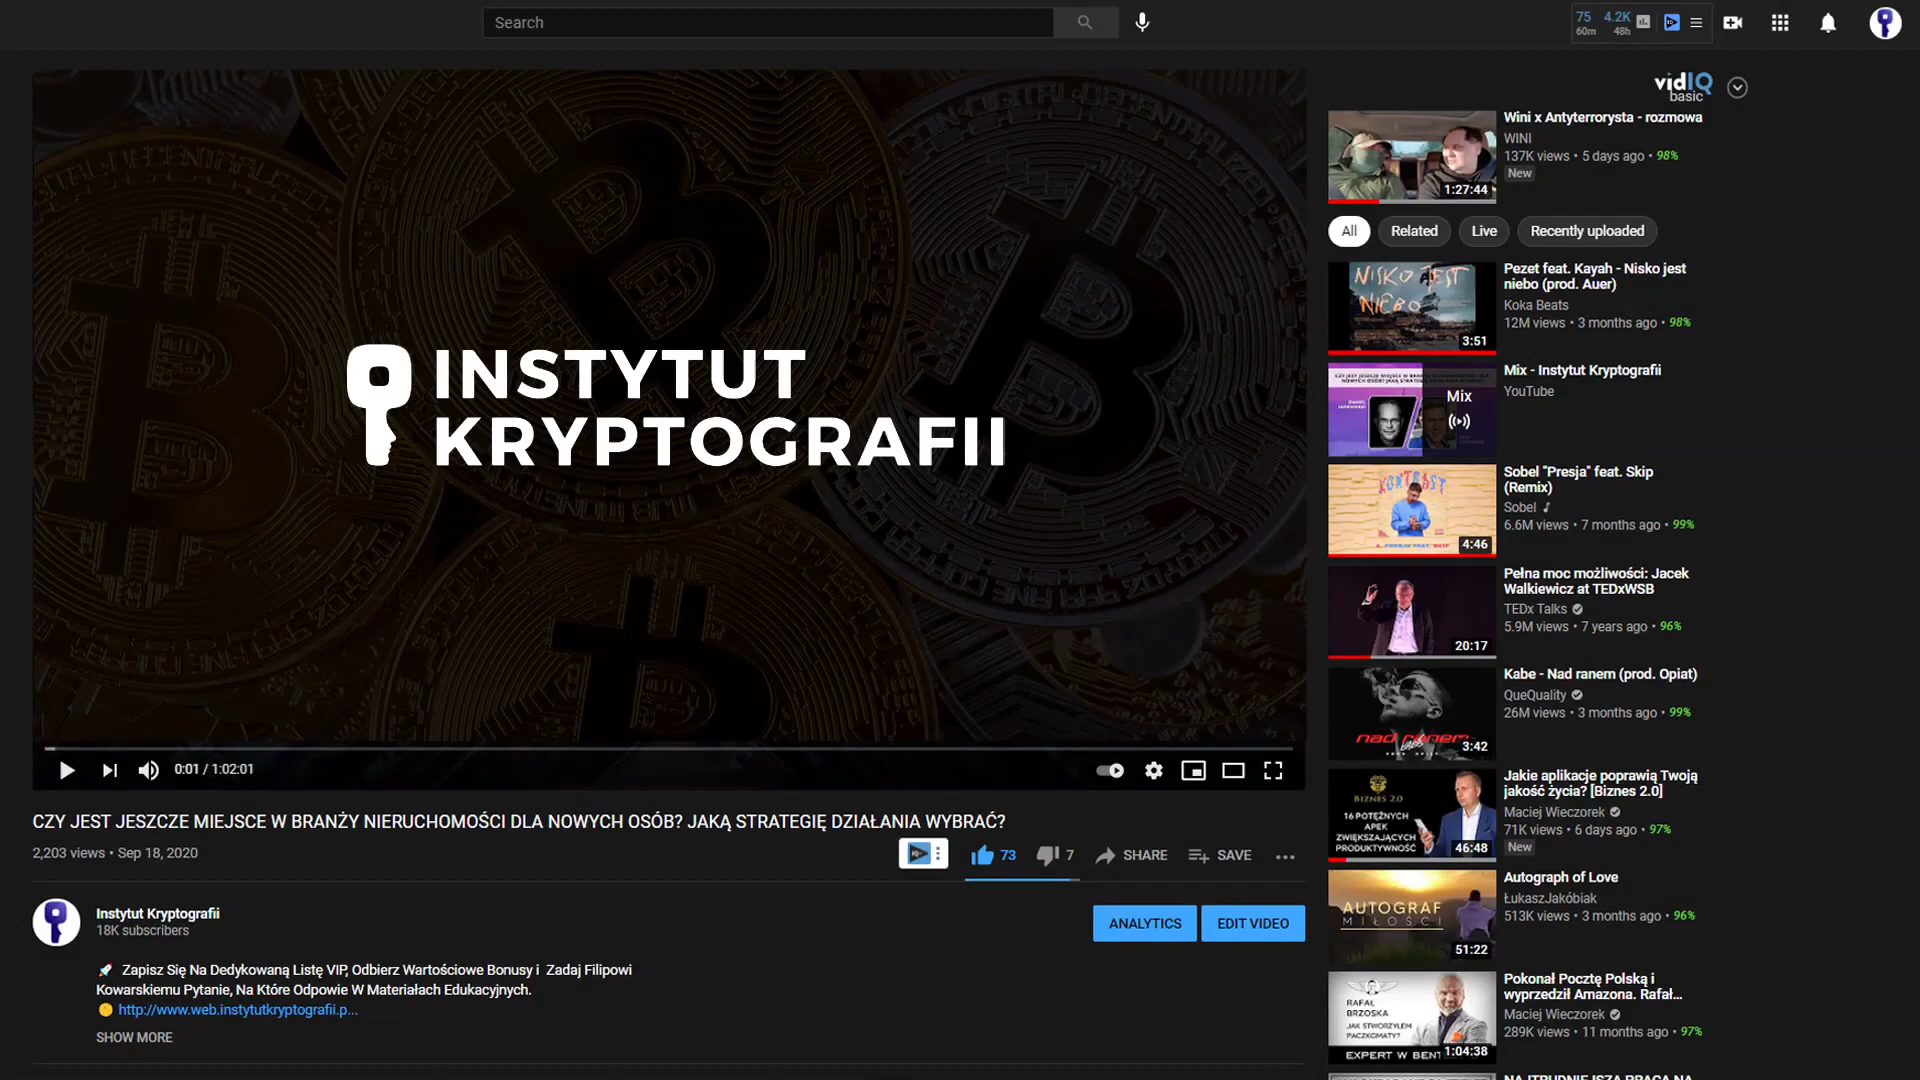 Search
75
60m
4.2K
48h
INSTYTUT
KRYPTOGRAFII
0:01 / 1:02:01
CZY JEST JESZCZE MIEJSCE W BRANŻY NIERUCHOMOŚCI DLA NOWYCH OSÓB? JAKĄ STRATEGIĘ DZIAŁANIA WYBRAĆ?
2,203 views • Sep 18, 2020
73
7
SHARE
SAVE
Instytut Kryptografii
18K subscribers
ANALYTICS
EDIT VIDEO
Zapisz Się Na Dedykowaną Listę VIP, Odbierz Wartościowe Bonusy i Zadaj Filipowi
Kowarskiemu Pytanie, Na Które Odpowie W Materiałach Edukacyjnych.
http://www.web.instytutkryptografii.p...
SHOW MORE
vidIQ
basic
1:27:44
Wini x Antyterrorysta - rozmowa
WINI
137K views • 5 days ago • 98%
New
All
Related
Live
Recently uploaded
NISKO JEST
NIEBO
3:51
Pezet feat. Kayah - Nisko jest
niebo (prod. Auer)
Koka Beats
12M views • 3 months ago • 98%
Mix
Mix - Instytut Kryptografii
YouTube
KONTRABST
4:46
Sobel "Presja" feat. Skip
(Remix)
Sobel
6.6M views • 7 months ago • 99%
20:17
Pełna moc możliwości: Jacek
Walkiewicz at TEDxWSB
TEDx Talks
5.9M views • 7 years ago • 96%
nad ranem
3:42
Kabe - Nad ranem (prod. Opiat)
QueQuality
26M views • 3 months ago • 99%
BIZNES 2.0
16 POTĘŻNYCH
APEK
ZWIĘKSZAJĄCYCH
PRODUKTYWNOŚĆ
46:48
Jakie aplikacje poprawią Twoją
jakość życia? [Biznes 2.0]
Maciej Wieczorek
71K views • 6 days ago • 97%
New
AUTOGRAF
MIŁOŚCI
51:22
Autograph of Love
ŁukaszJakóbiak
513K views • 3 months ago • 96%
RAFAŁ
BRZOSKA
JAK STWORZYŁEM
PACZKOMATY?
EXPERT W BENT
1:04:38
Pokonał Pocztę Polską i
wyprzedził Amazona. Rafał...
Maciej Wieczorek
289K views • 11 months ago • 97%